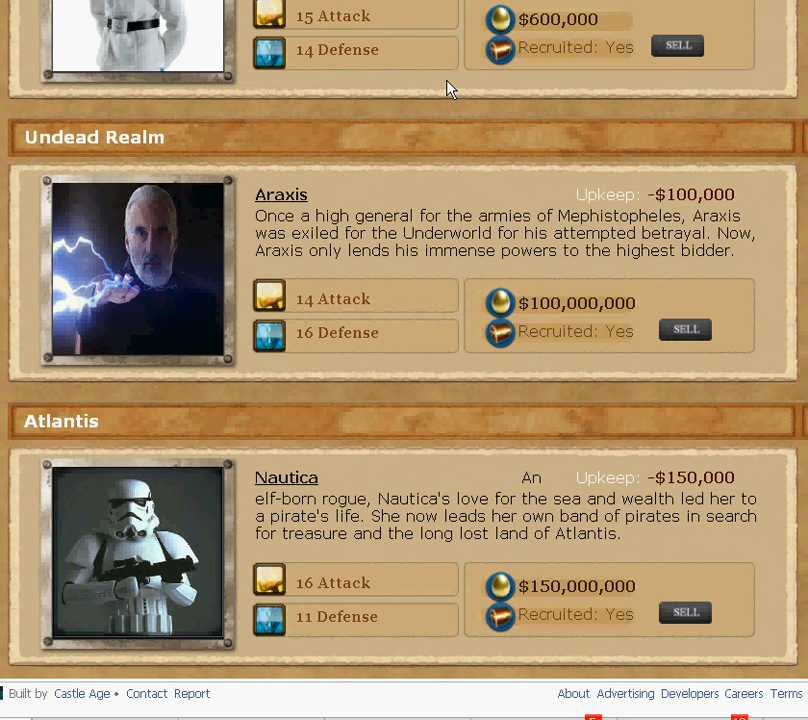 15 Attack
$600,000
14 Defense
Recruited: Yes
SELL
Undead Realm
Araxis
Upkeep: -$100,000
Once a high general for the armies of Mephistopheles, Araxis
was exiled for the Underworld for his attempted betrayal. Now,
Araxis only lends his immense powers to the highest bidder.
14 Attack
$100,000,000
16 Defense
Recruited: Yes
SELL
Atlantis
Nautica
An
Upkeep: -$150,000
elf-born rogue, Nautica's love for the sea and wealth led her to
a pirate's life. She now leads her own band of pirates in search
for treasure and the long lost land of Atlantis.
16 Attack
$150,000,000
11 Defense
Recruited: Yes
SELL
Built by Castle Age • Contact Report
About Advertising Developers Careers Terms